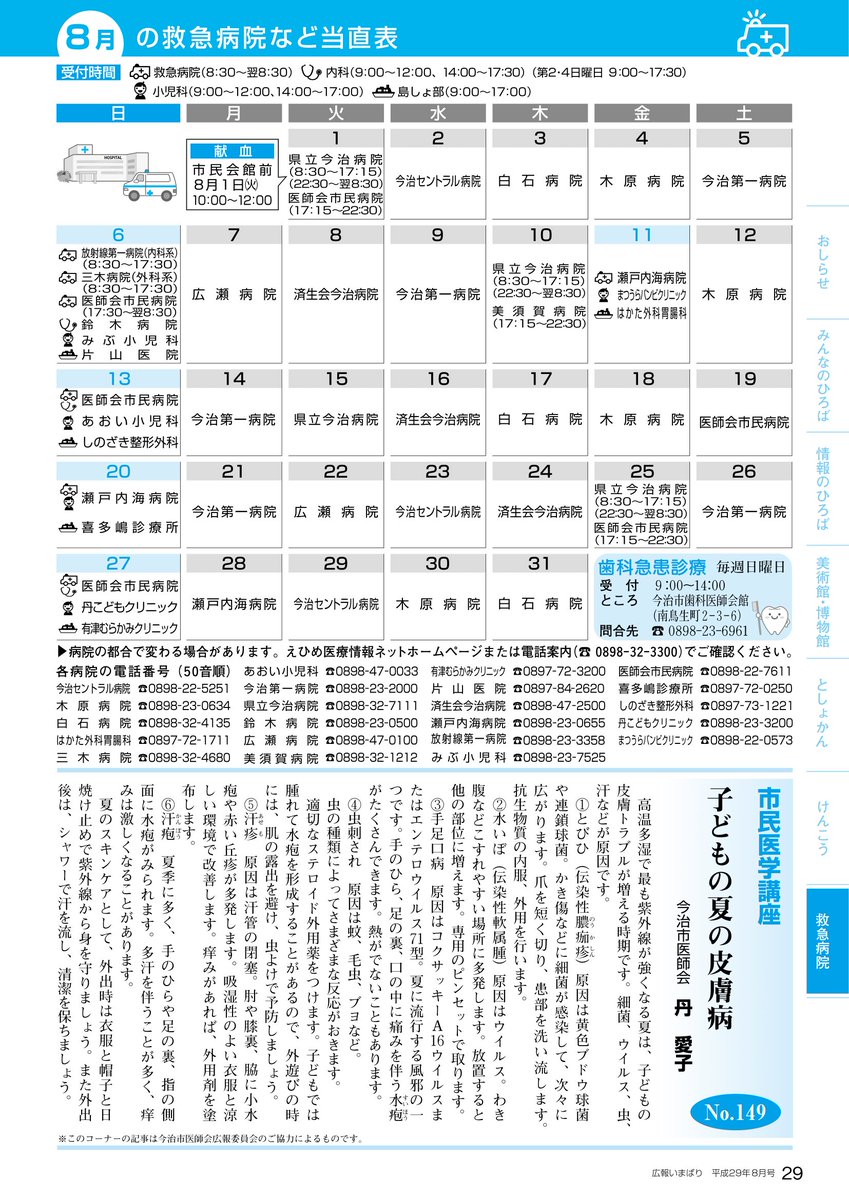 8月 の救急病院など当直表
受付時間 救急病院(8:30〜翌8:30) 内科(9:00〜12:00、14:00〜17:30)(第2・4日曜日 9:00〜17:30)
小児科(9:00〜12:00、14:00〜17:00) 島しょ部(9:00〜17:00)
日 月 火 水 木 金 土
HOSPITAL
献血
市民会館前
8月1日(火)
10:00〜12:00
1
県立今治病院
(8:30〜17:15)
(22:30〜翌8:30)
医師会市民病院
(17:15〜22:30)
2
今治セントラル病院
3
白石病院
4
木原病院
5
今治第一病院
6
放射線第一病院(内科系)
(8:30〜17:30)
三木病院(外科系)
(8:30〜17:30)
医師会市民病院
(17:30〜翌8:30)
鈴木病院
みぶ小児科
片山医院
7
広瀬病院
8
済生会今治病院
9
今治第一病院
10
県立今治病院
(8:30〜17:15)
(22:30〜翌8:30)
美須賀病院
(17:15〜22:30)
11
瀬戸内海病院
まつうらバンビクリニック
はかた外科胃腸科
12
木原病院
13
医師会市民病院
あおい小児科
しのざき整形外科
14
今治第一病院
15
県立今治病院
16
済生会今治病院
17
白石病院
18
木原病院
19
医師会市民病院
20
瀬戸内海病院
喜多嶋診療所
21
今治第一病院
22
広瀬病院
23
今治セントラル病院
24
済生会今治病院
25
県立今治病院
(8:30〜17:15)
(22:30〜翌8:30)
医師会市民病院
(17:15〜22:30)
26
今治第一病院
27
医師会市民病院
丹こどもクリニック
有津むらかみクリニック
28
瀬戸内海病院
29
今治セントラル病院
30
木原病院
31
白石病院
歯科急患診療 毎週日曜日
受付 9:00〜14:00
ところ 今治市歯科医師会館
(南鳥生町2-3-6)
問合先 ☎0898-23-6961
▶病院の都合で変わる場合があります。えひめ医療情報ネットホームページまたは電話案内(☎0898-32-3300)でご確認ください。
各病院の電話番号(50音順) あおい小児科 ☎0898-47-0033 有津むらかみクリニック ☎0897-72-3200 医師会市民病院 ☎0898-22-7611
今治セントラル病院 ☎0898-22-5251 今治第一病院 ☎0898-23-2000 片山医院 ☎0897-84-2620 喜多嶋診療所 ☎0897-72-0250
木原病院 ☎0898-23-0634 県立今治病院 ☎0898-32-7111 済生会今治病院 ☎0898-47-2500 しのざき整形外科 ☎0897-73-1221
白石病院 ☎0898-32-4135 鈴木病院 ☎0898-23-0500 瀬戸内海病院 ☎0898-23-0655 丹こどもクリニック ☎0898-23-3200
はかた外科胃腸科 ☎0897-72-1711 広瀬病院 ☎0898-47-0100 放射線第一病院 ☎0898-23-3358 まつうらバンビクリニック ☎0898-22-0573
三木病院 ☎0898-32-4680 美須賀病院 ☎0898-32-1212 みぶ小児科 ☎0898-23-7525
市民医学講座
子どもの夏の皮膚病
今治市医師会 丹 愛子
No.149
高温多湿で最も紫外線が強くなる夏は、子どもの
皮膚トラブルが増える時期です。細菌、ウイルス、虫、
汗などが原因です。
①とびひ(伝染性膿痂疹のうかしん) 原因は黄色ブドウ球菌
や連鎖球菌。かき傷などに細菌が感染して、次々に
広がります。爪を短く切り、患部を洗い流します。
抗生物質の内服、外用を行います。
②水いぼ(伝染性軟属腫) 原因はウイルス。わき
腹などこすれやすい場所に多発します。放置すると
他の部位に増えます。専用のピンセットで取ります。
③手足口病 原因はコクサッキーA16ウイルスま
たはエンテロウイルス71型。夏に流行する風邪の一
つです。手のひら、足の裏、口の中に痛みを伴う水疱すいほう
がたくさんできます。熱がでないこともあります。
④虫刺され 原因は蚊、毛虫、ブヨなど。
虫の種類によってさまざまな反応がおきます。
適切なステロイド外用薬をつけます。子どもでは
腫れて水疱を形成することがあるので、外遊びの時
には、肌の露出を避け、虫よけで予防しましょう。
⑤汗疹あせも 原因は汗管の閉塞。肘や膝裏、脇に小水
疱や赤い丘疹が多発します。吸湿性のよい衣服と涼
しい環境で改善します。痒みがあれば、外用剤を塗
布します。
⑥汗疱かんぽう 夏季に多く、手のひらや足の裏、指の側
面に水疱がみられます。多汗を伴うことが多く、痒
みは激しくなることがあります。
夏のスキンケアとして、外出時は衣服と帽子と日
焼け止めで紫外線から身を守りましょう。また外出
後は、シャワーで汗を流し、清潔を保ちましょう。
※このコーナーの記事は今治市医師会広報委員会のご協力によるものです。
おしらせ
みんなのひろば
情報のひろば
美術館・博物館
としょかん
けんこう
救急病院
広報いまばり 平成29年8月号 29